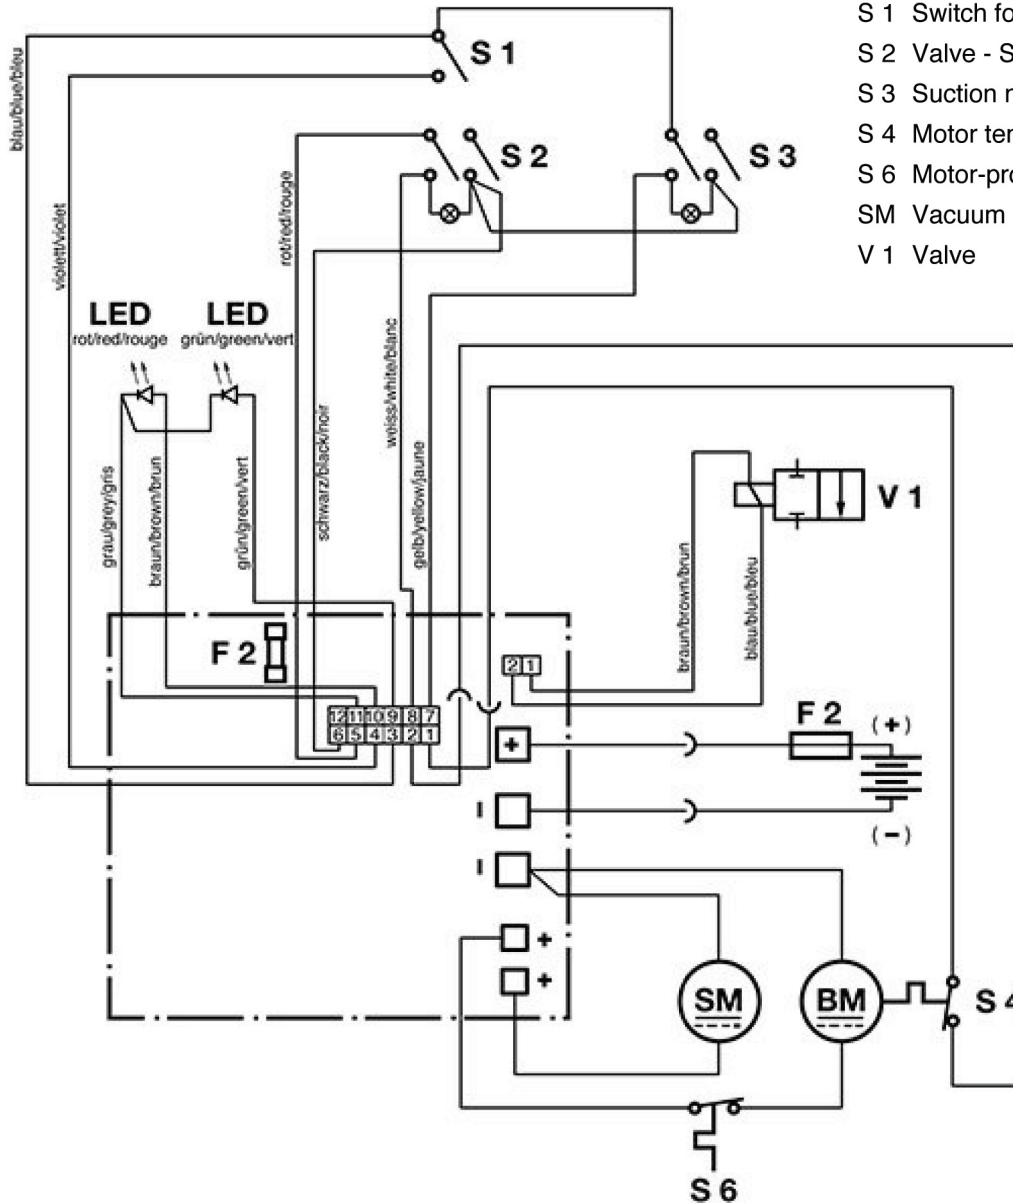 S 1 Switch fo
S 2 Valve - S
S 3 Suction
S 4 Motor
S 6 Motor-
SM Vacuum
V 1 Valve
S 1
S 2
S 3
blau/blue/bleu
violett/violet
rot/red/rouge
LED
rot/red/rouge
LED
grün/green/vert
grau/grey/gris
braun/brown/brun
grün/green/vert
schwarz/black/noir
weiss/white/blanc
gelb/yellow/jaune
V 1
braun/brown/brun
blau/blue/bleu
F 2
2 1
12 11 10 9 8 7
6 5 4 3 2 1
+
F 2
(+)
-
(-)
-
+
+
SM
BM
S 4
S 6